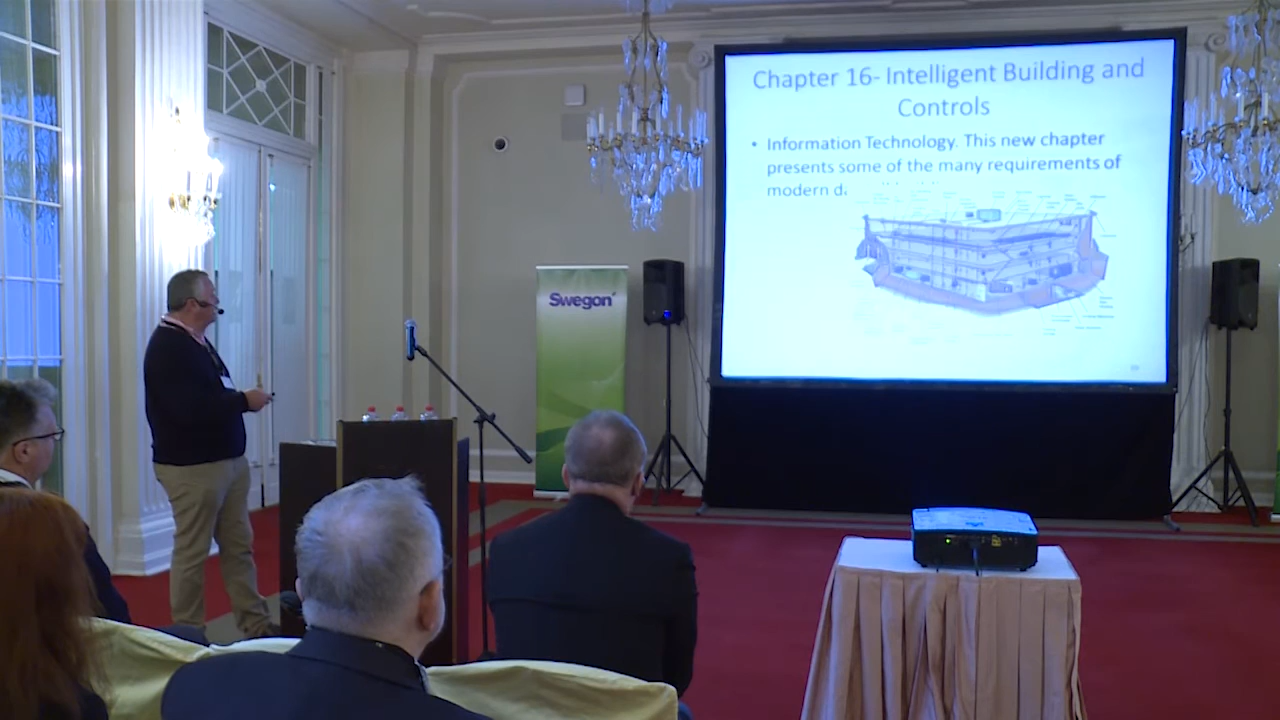 Chapter 16- Intelligent Building and
Controls
• Information Technology. This new chapter
presents some of the many requirements of
modern
Swegon